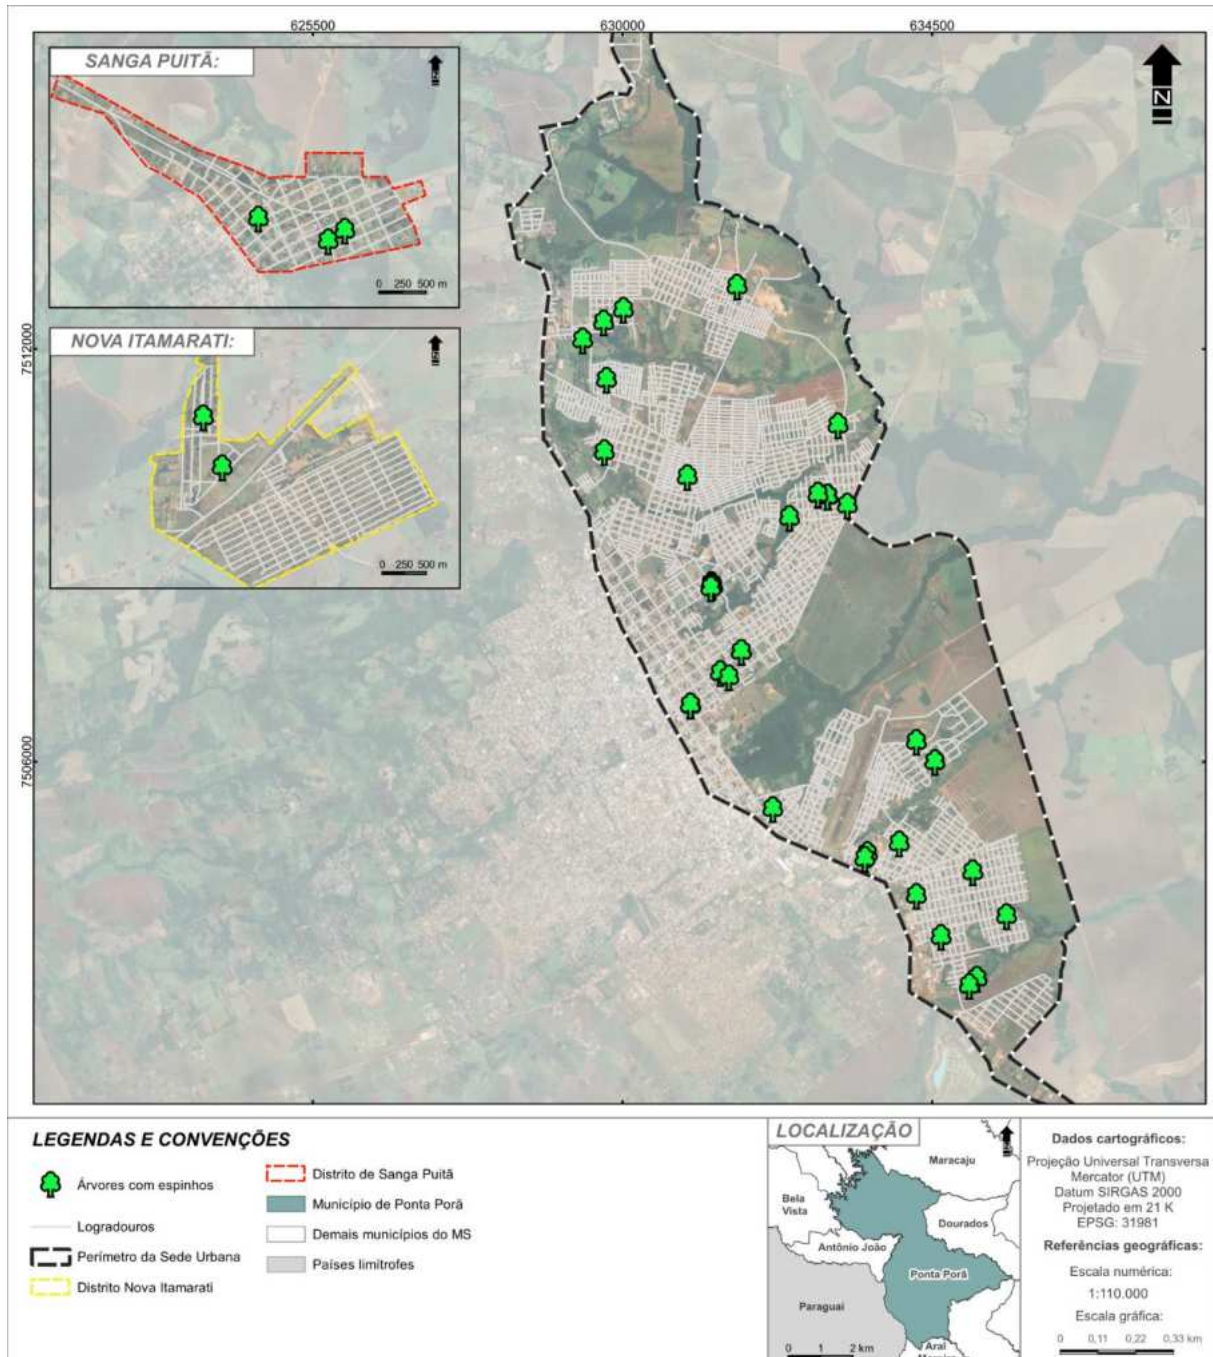 625500
630000
634500
SANGA PUITÃ:
0 250 500 m
NOVA ITAMARATI:
0 250 500 m
7512000
7506000
N
LEGENDAS E CONVENÇÕES
Árvores com espinhos
Logradouros
Perímetro da Sede Urbana
Distrito Nova Itamarati
Distrito de Sanga Puitã
Município de Ponta Porã
Demais municípios do MS
Países limítrofes
LOCALIZAÇÃO
Maracaju
Bela
Vista
Dourados
Antônio João
Ponta Porã
Paraguai
Aral
0 1 2 km
Dados cartográficos:
Projeção Universal Transversa
Mercator (UTM)
Datum SIRGAS 2000
Projetado em 21 K
EPSG: 31981
Referências geográficas:
Escala numérica:
1:110.000
Escala gráfica:
0 0,11 0,22 0,33 km